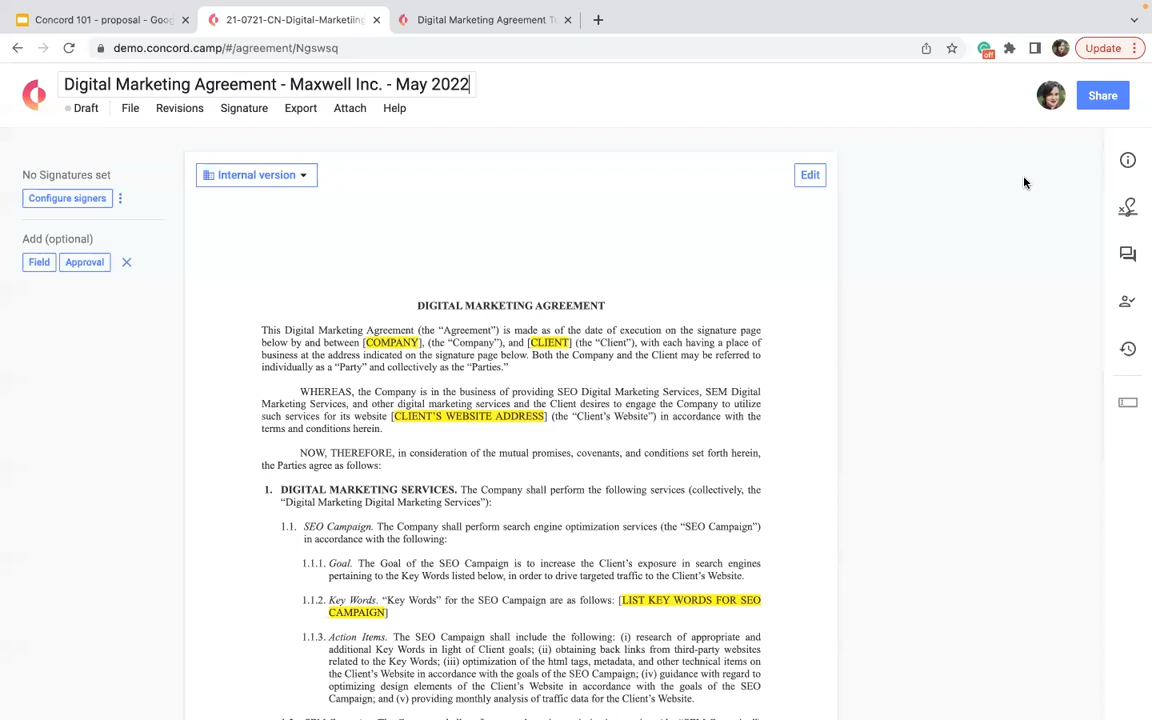 Concord 101 - proposal - Goog
21-0721-CN-Digital-Marketiing
Digital Marketing Agreement T
demo.concord.camp/#/agreement/Ngswsq
off
Update
Digital Marketing Agreement - Maxwell Inc. - May 2022
Draft File Revisions Signature Export Attach Help
Share
No Signatures set
Configure signers
Add (optional)
Field Approval
Internal version
Edit
DIGITAL MARKETING AGREEMENT
This Digital Marketing Agreement (the “Agreement”) is made as of the date of execution on the signature page
below by and between [COMPANY], (the “Company”), and [CLIENT] (the “Client”), with each having a place of
business at the address indicated on the signature page below. Both the Company and the Client may be referred to
individually as a “Party” and collectively as the “Parties.”
WHEREAS, the Company is in the business of providing SEO Digital Marketing Services, SEM Digital
Marketing Services, and other digital marketing services and the Client desires to engage the Company to utilize
such services for its website [CLIENT’S WEBSITE ADDRESS] (the “Client’s Website”) in accordance with the
terms and conditions herein.
NOW, THEREFORE, in consideration of the mutual promises, covenants, and conditions set forth herein,
the Parties agree as follows:
1. DIGITAL MARKETING SERVICES. The Company shall perform the following services (collectively, the
“Digital Marketing Digital Marketing Services”):
1.1. SEO Campaign. The Company shall perform search engine optimization services (the “SEO Campaign”)
in accordance with the following:
1.1.1. Goal. The Goal of the SEO Campaign is to increase the Client’s exposure in search engines
pertaining to the Key Words listed below, in order to drive targeted traffic to the Client’s Website.
1.1.2. Key Words. “Key Words” for the SEO Campaign are as follows: [LIST KEY WORDS FOR SEO
CAMPAIGN]
1.1.3. Action Items. The SEO Campaign shall include the following: (i) research of appropriate and
additional Key Words in light of Client goals; (ii) obtaining back links from third-party websites
related to the Key Words; (iii) optimization of the html tags, metadata, and other technical items on
the Client’s Website in accordance with the goals of the SEO Campaign; (iv) guidance with regard to
optimizing design elements of the Client’s Website in accordance with the goals of the SEO
Campaign; and (v) providing monthly analysis of traffic data for the Client’s Website.